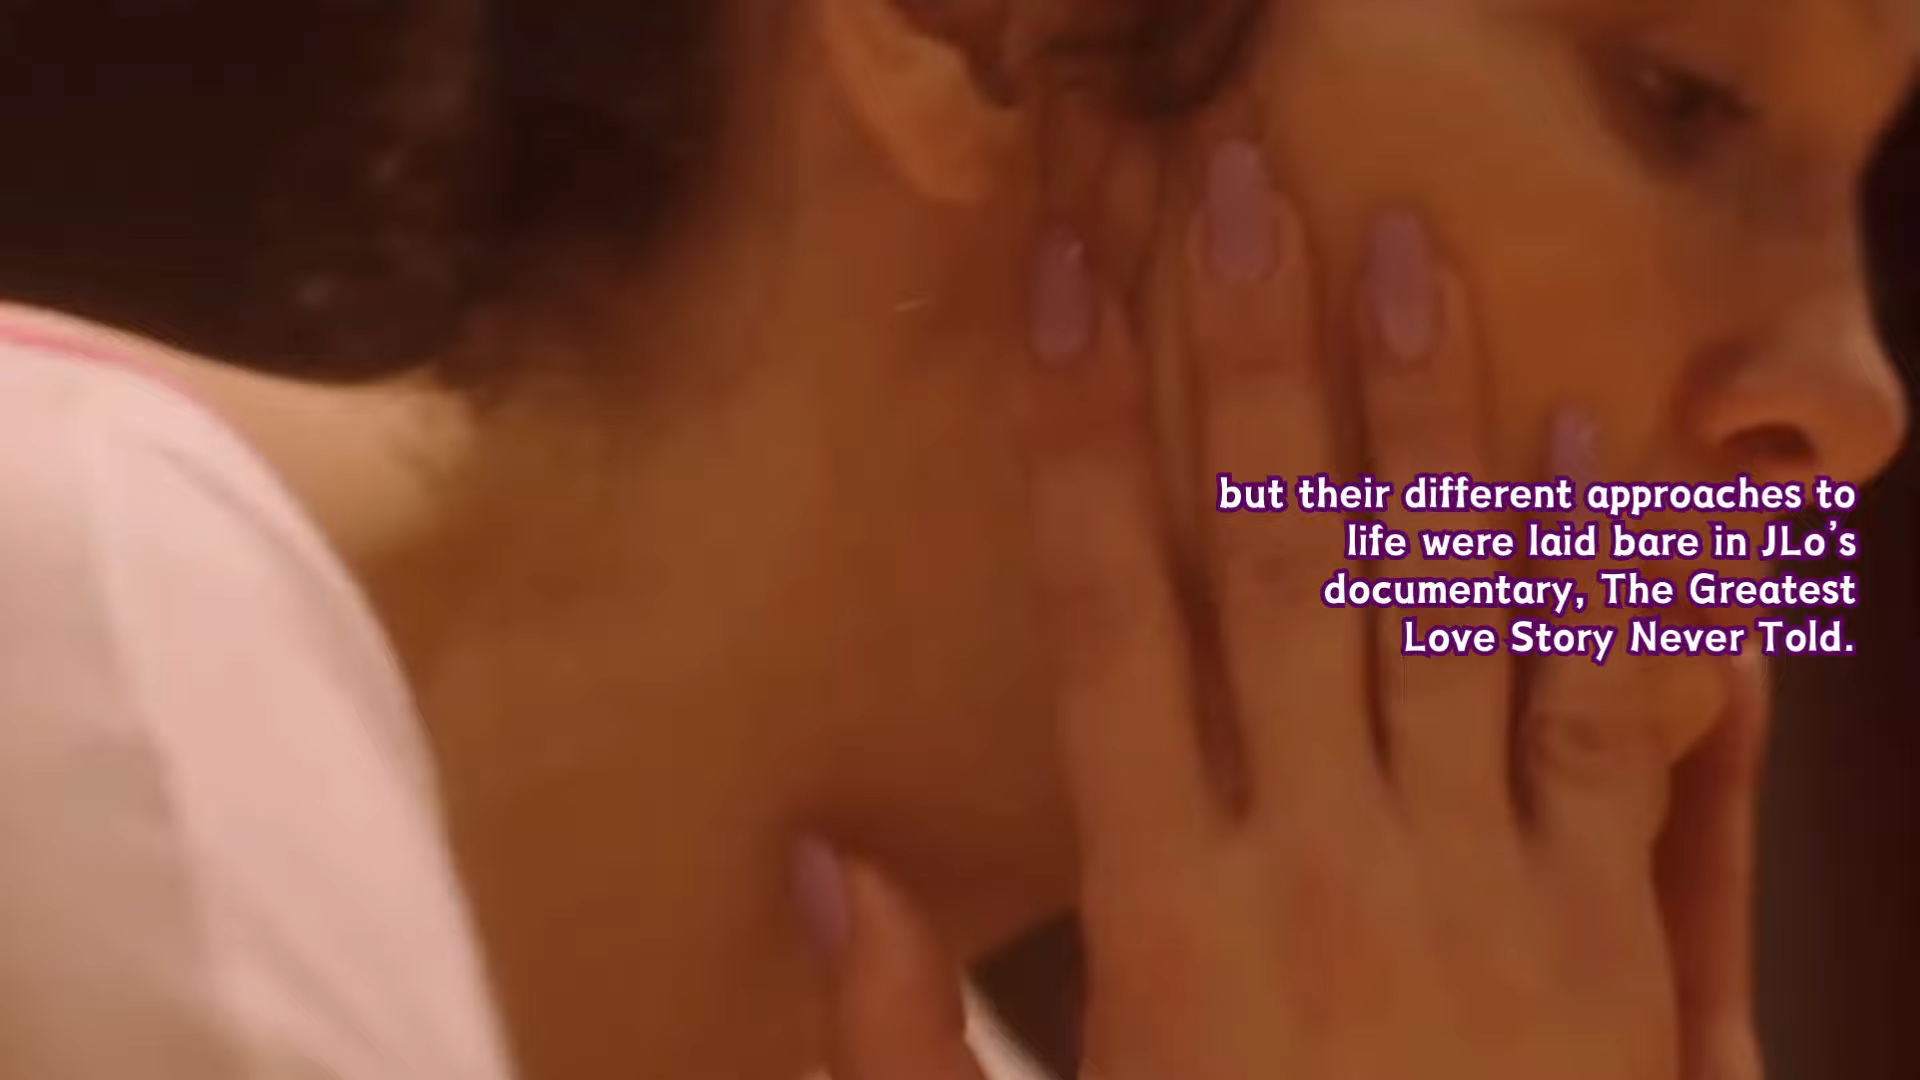 but their different approaches to
life were laid bare in JLo's
documentary, The Greatest
Love Story Never Told.